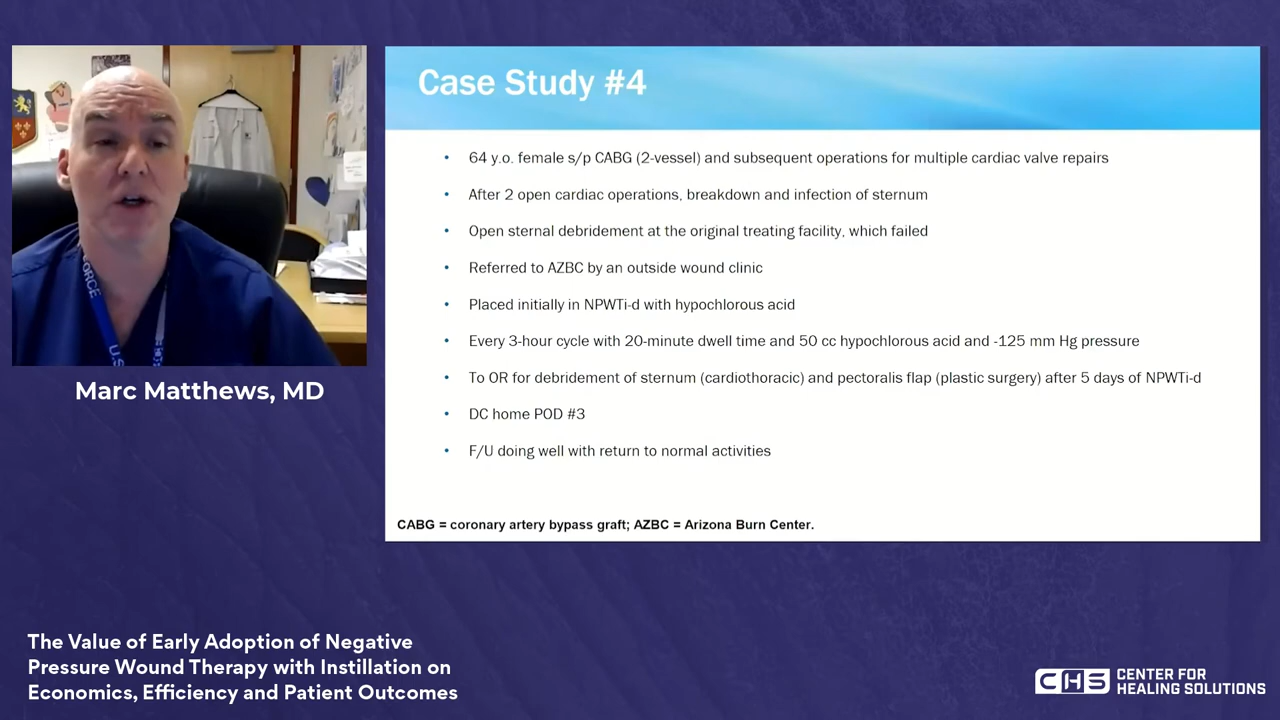 Case Study #4
• 64 y.o. female s/p CABG (2-vessel) and subsequent operations for multiple cardiac valve repairs
• After 2 open cardiac operations, breakdown and infection of sternum
• Open sternal debridement at the original treating facility, which failed
• Referred to AZBC by an outside wound clinic
• Placed initially in NPWTi-d with hypochlorous acid
• Every 3-hour cycle with 20-minute dwell time and 50 cc hypochlorous acid and -125 mm Hg pressure
• To OR for debridement of sternum (cardiothoracic) and pectoralis flap (plastic surgery) after 5 days of NPWTi-d
• DC home POD #3
• F/U doing well with return to normal activities
CABG = coronary artery bypass graft; AZBC = Arizona Burn Center.
ORCE
U.S
Marc Matthews, MD
The Value of Early Adoption of Negative
Pressure Wound Therapy with Instillation on
Economics, Efficiency and Patient Outcomes
CHS
CENTER FOR
HEALING SOLUTIONS